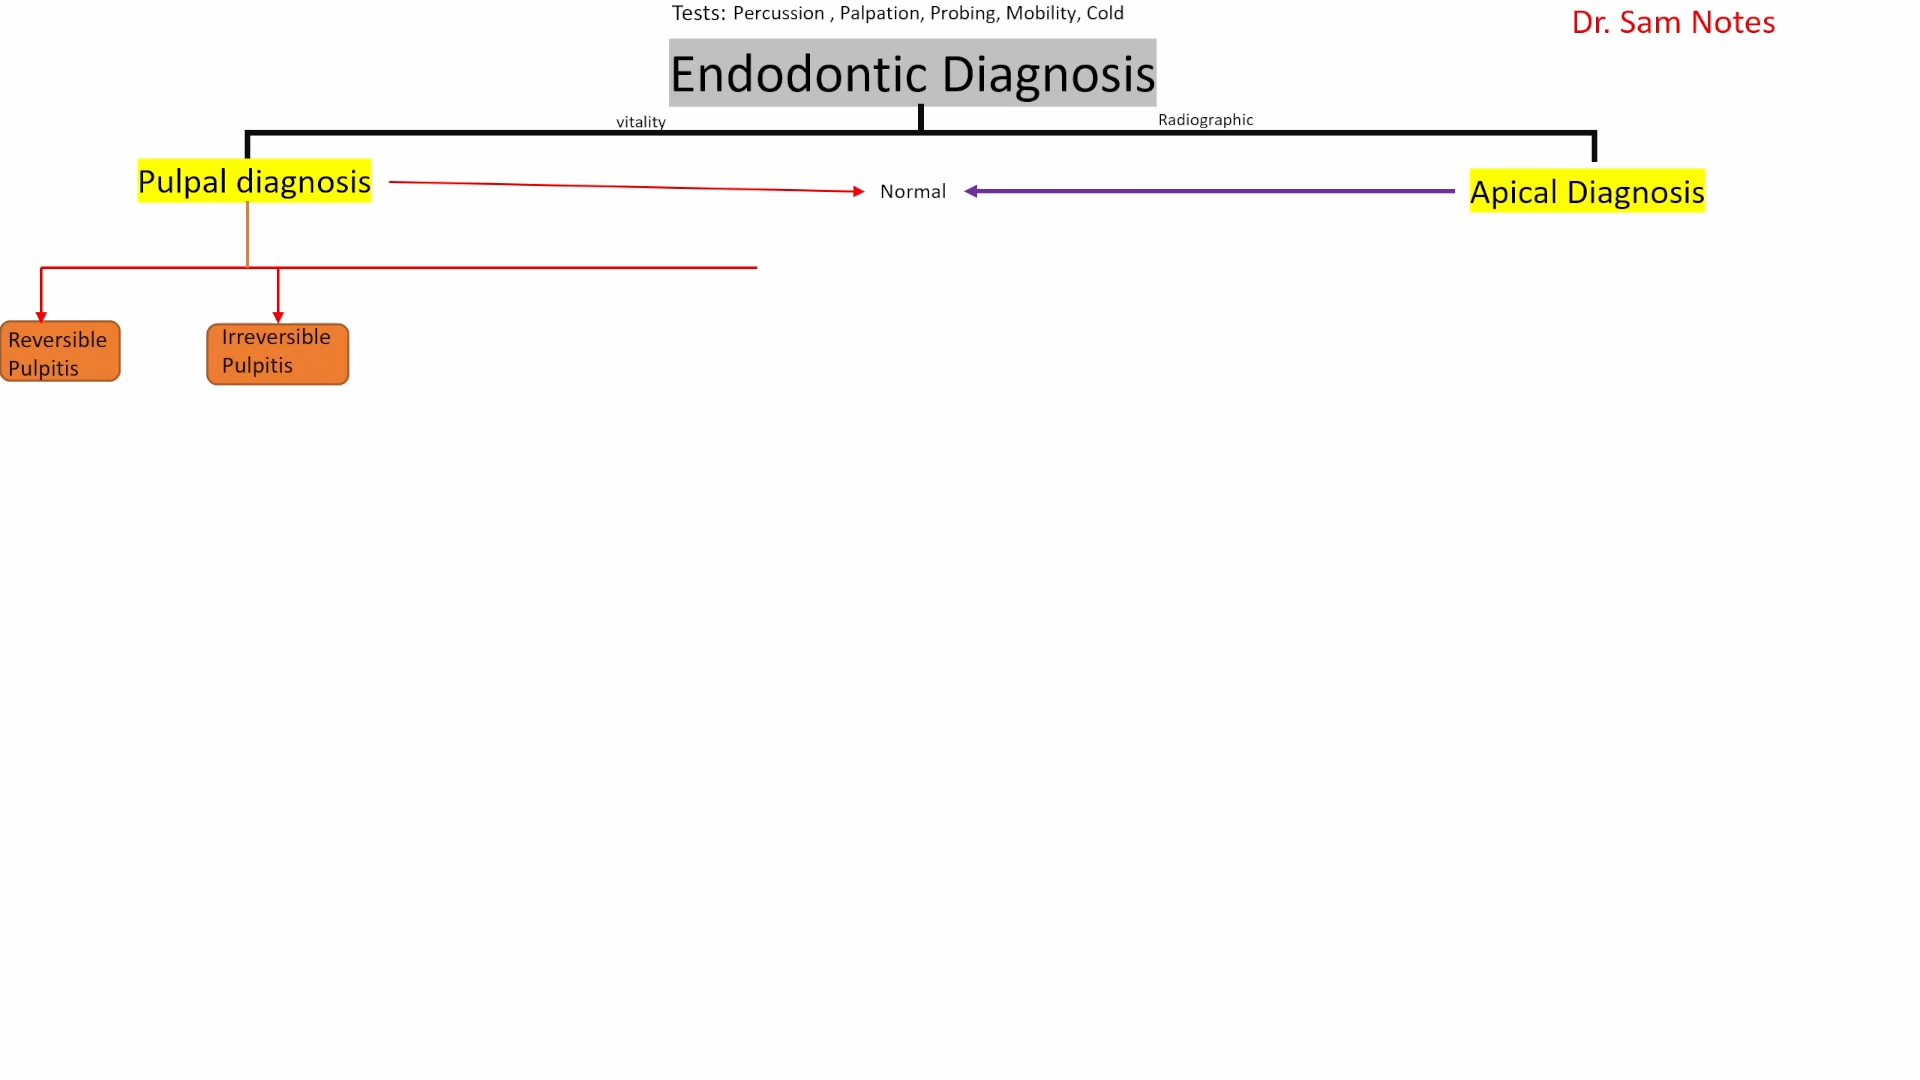 Tests: Percussion , Palpation, Probing, Mobility, Cold
Dr. Sam Notes
Endodontic Diagnosis
vitality
Radiographic
Pulpal diagnosis
Normal
Apical Diagnosis
Reversible
Pulpitis
Irreversible
Pulpitis